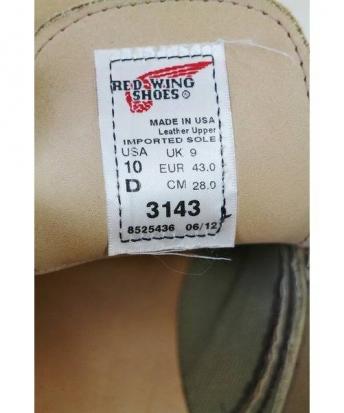 RED WING
SHOES®
MADE IN USA
Leather Upper
IMPORTED SOLE
USA UK 9
10 EUR 43.0
D CM 28.0
3143
8525436 06/12